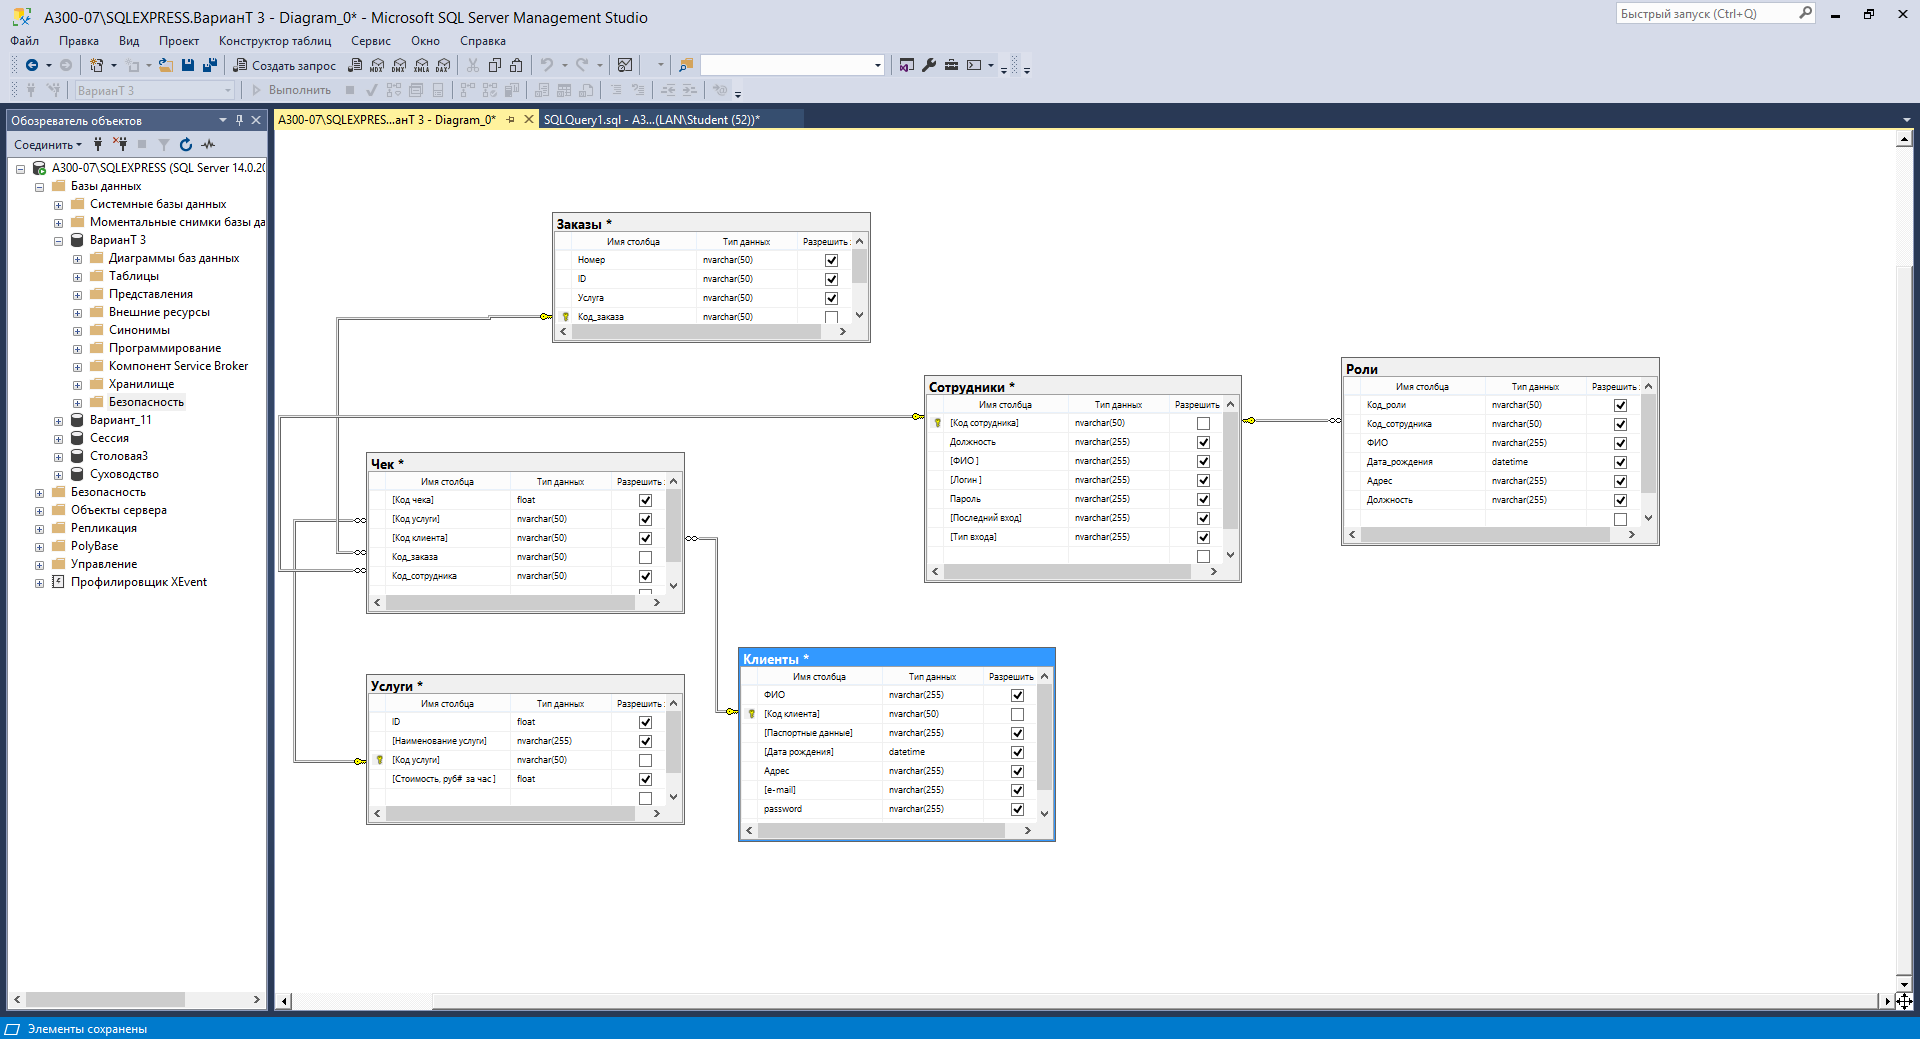 A300-07\SQLEXPRESS.ВарианТ 3 - Diagram_0* - Microsoft SQL Server Management Studio
Быстрый запуск (Ctrl+Q)
Файл Правка Вид Проект Конструктор таблиц Сервис Окно Справка
Создать запрос MDX DMX XMLA DAX
ВарианТ 3 Выполнить
Обозреватель объектов
A300-07\SQLEXPRES...анТ 3 - Diagram_0*
SQLQuery1.sql - A3...(LAN\Student (52))*
Соединить
A300-07\SQLEXPRESS (SQL Server 14.0.20
Базы данных
Системные базы данных
Моментальные снимки базы да
ВарианТ 3
Диаграммы баз данных
Таблицы
Представления
Внешние ресурсы
Синонимы
Программирование
Компонент Service Broker
Хранилище
Безопасность
Вариант_11
Сессия
Столовая3
Суховодство
Безопасность
Объекты сервера
Репликация
PolyBase
Управление
Профилировщик XEvent
Заказы *
Имя столбца Тип данных Разрешить :
Номер nvarchar(50)
ID nvarchar(50)
Услуга nvarchar(50)
Код_заказа nvarchar(50)
Сотрудники *
Имя столбца Тип данных Разрешить
[Код сотрудника] nvarchar(50)
Должность nvarchar(255)
[ФИО ] nvarchar(255)
[Логин ] nvarchar(255)
Пароль nvarchar(255)
[Последний вход] nvarchar(255)
[Тип входа] nvarchar(255)
Роли
Имя столбца Тип данных Разрешить :
Код_роли nvarchar(50)
Код_сотрудника nvarchar(50)
ФИО nvarchar(255)
Дата_рождения datetime
Адрес nvarchar(255)
Должность nvarchar(255)
Чек *
Имя столбца Тип данных Разрешить :
[Код чека] float
[Код услуги] nvarchar(50)
[Код клиента] nvarchar(50)
Код_заказа nvarchar(50)
Код_сотрудника nvarchar(50)
Услуги *
Имя столбца Тип данных Разрешить :
ID float
[Наименование услуги] nvarchar(255)
[Код услуги] nvarchar(50)
[Стоимость, руб# за час ] float
Клиенты *
Имя столбца Тип данных Разрешить
ФИО nvarchar(255)
[Код клиента] nvarchar(50)
[Паспортные данные] nvarchar(255)
[Дата рождения] datetime
Адрес nvarchar(255)
[e-mail] nvarchar(255)
password nvarchar(255)
Элементы сохранены